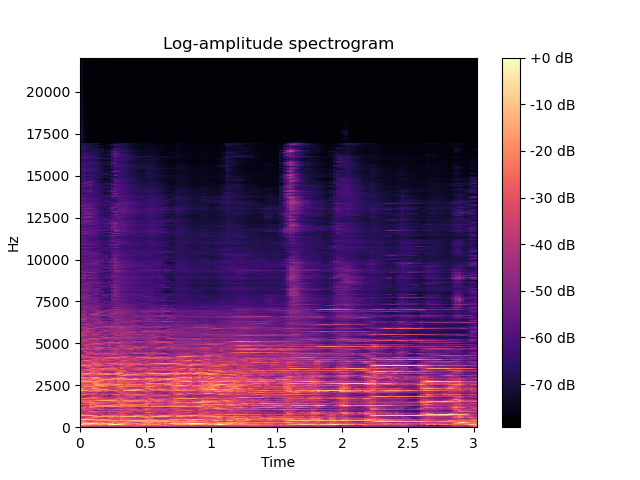 Log-amplitude spectrogram
Hz
20000
17500
15000
12500
10000
7500
5000
2500
0
0 0.5 1 1.5 2 2.5 3
Time
+0 dB
-10 dB
-20 dB
-30 dB
-40 dB
-50 dB
-60 dB
-70 dB